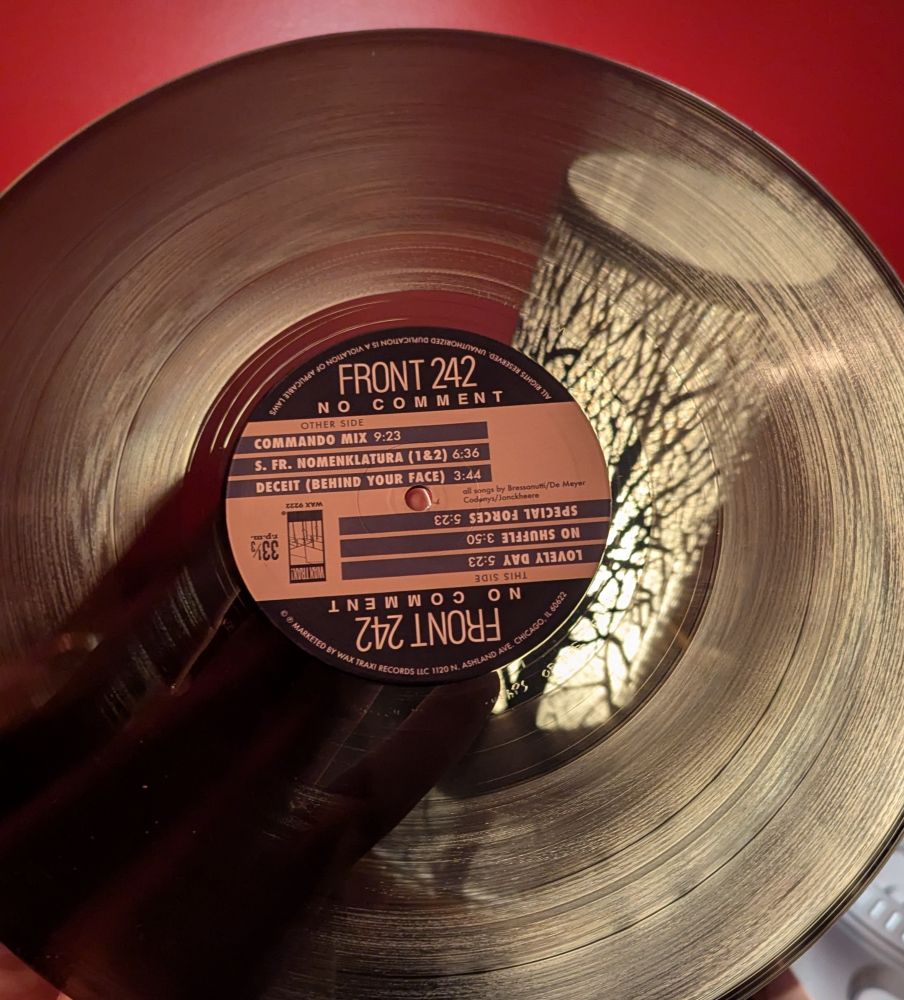 ALL RIGHTS RESERVED. UNAUTHORIZED DUPLICATION IS A VIOLATION OF APPLICABLE LAWS
FRONT 242
NO COMMENT
OTHER SIDE
COMMANDO MIX 9:23
S. FR. NOMENKLATURA (1&2) 6:36
DECEIT (BEHIND YOUR FACE) 3:44
all songs by Bressanutti/De Meyer
Codenys/Jonckheere
FRONT 242
NO COMMENT
THIS SIDE
LOVELY DAY 5:23
NO SHUFFLE 3:50
SPECIAL FORCES 5:23
WAX TRAX!
WAX 9222
33⅓
r.p.m.
℗ © MARKETED BY WAX TRAX! RECORDS LLC 1120 N. ASHLAND AVE. CHICAGO, IL 60622